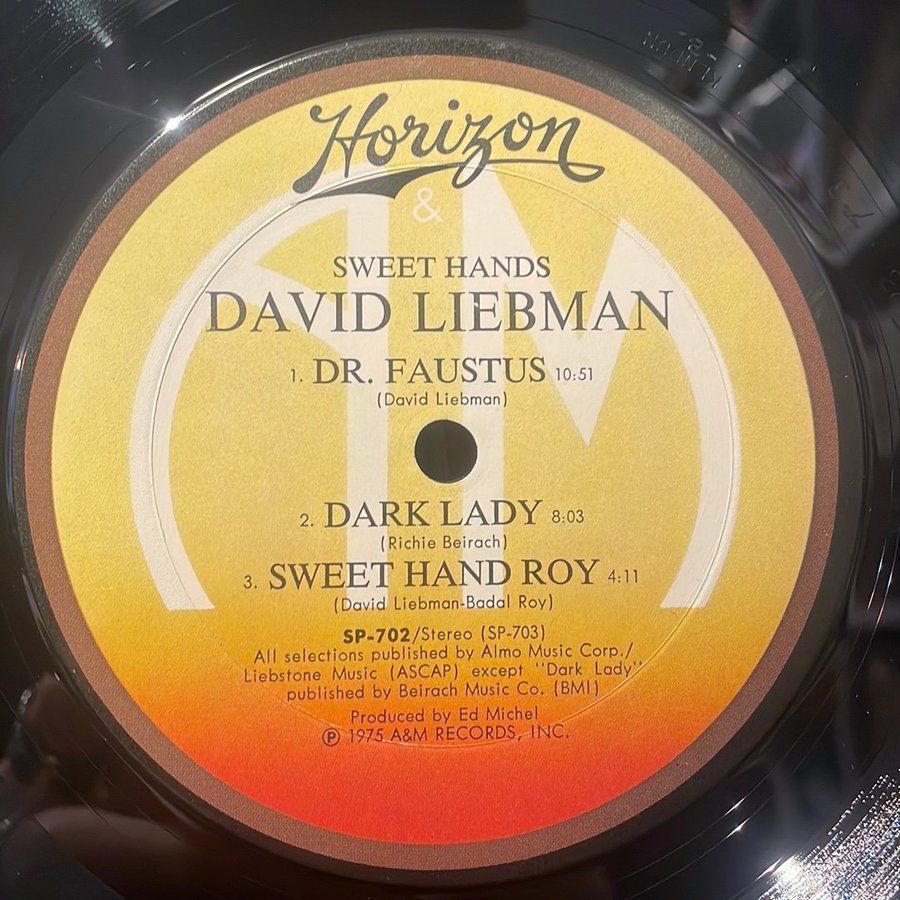 Horizon
&
AM
SWEET HANDS
DAVID LIEBMAN
1. DR. FAUSTUS 10:51
(David Liebman)
2. DARK LADY 8:03
(Richie Beirach)
3. SWEET HAND ROY 4:11
(David Liebman-Badal Roy)
SP-702/Stereo (SP-703)
All selections published by Almo Music Corp./
Liebstone Music (ASCAP) except "Dark Lady"
published by Beirach Music Co. (BMI)
Produced by Ed Michel
℗ 1975 A&M RECORDS, INC.